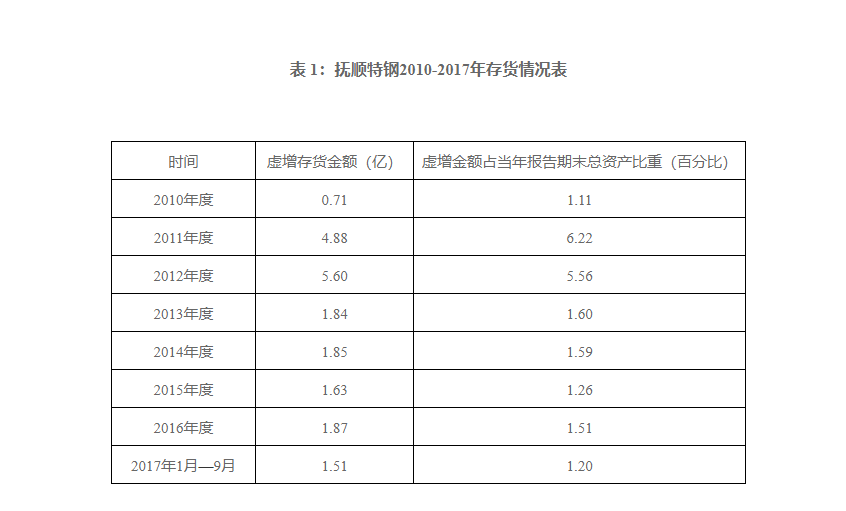 表 1：抚顺特钢2010-2017年存货情况表
时间 虚增存货金额（亿） 虚增金额占当年报告期末总资产比重（百分比）
2010年度 0.71 1.11
2011年度 4.88 6.22
2012年度 5.60 5.56
2013年度 1.84 1.60
2014年度 1.85 1.59
2015年度 1.63 1.26
2016年度 1.87 1.51
2017年1月—9月 1.51 1.20